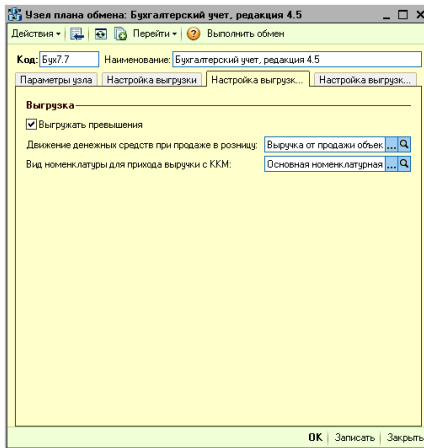 Узел плана обмена: Бухгалтерский учет, редакция 4.5
Действия Перейти ? Выполнить обмен
Код: Бух7.7 Наименование: Бухгалтерский учет, редакция 4.5
Параметры узла Настройка выгрузки Настройка выгрузк... Настройка выгрузк...
Выгрузка
Выгружать превышения
Движение денежных средств при продаже в розницу: Выручка от продажи объек ...
Вид номенклатуры для прихода выручки с ККМ: Основная номенклатурная ...
OK Записать Закрыть